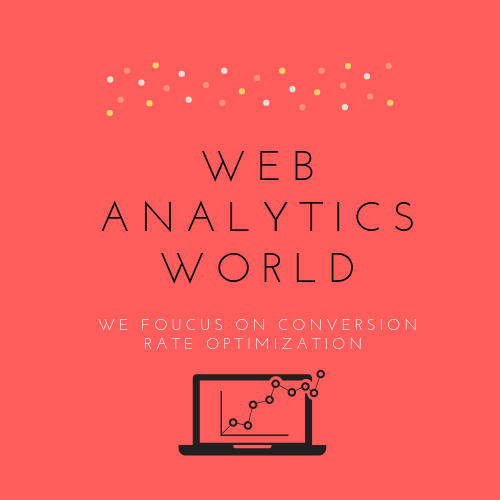 WEB
ANALYTICS
WORLD
WE FOUCUS ON CONVERSION
RATE OPTIMIZATION